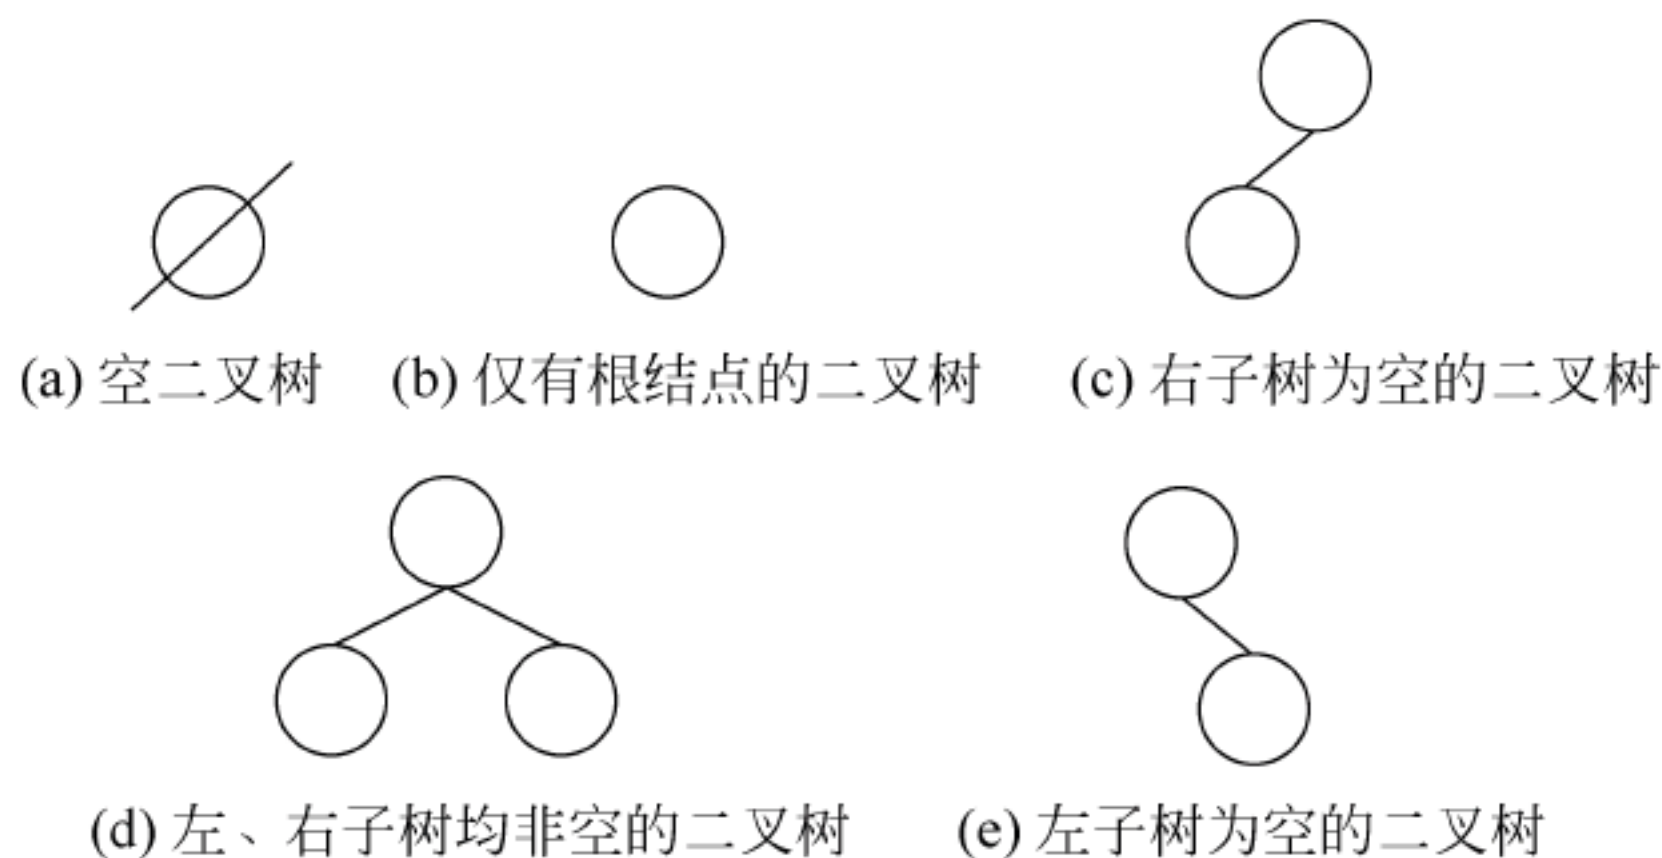 (a) 空二叉树
(b) 仅有根结点的二叉树
(c) 右子树为空的二叉树
(d) 左、右子树均非空的二叉树
(e) 左子树为空的二叉树